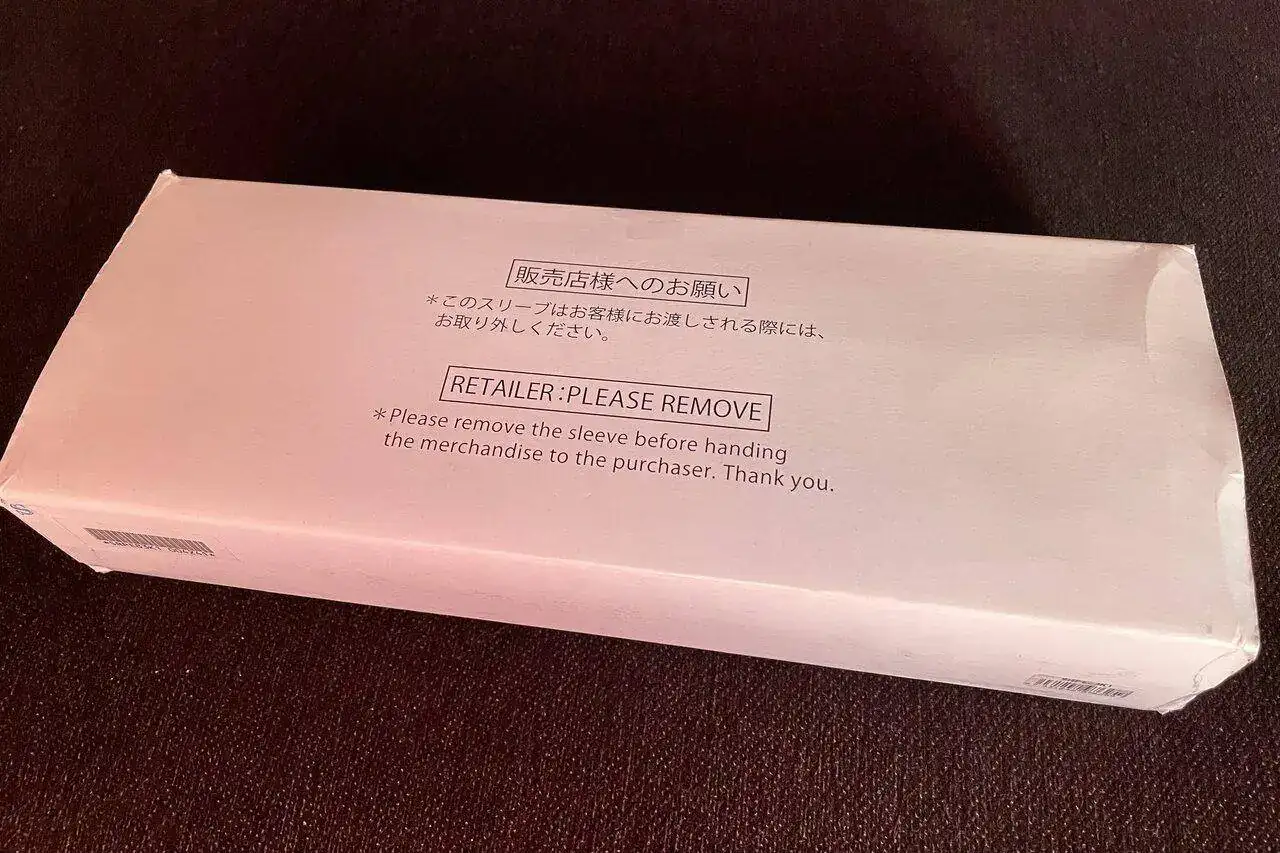 販売店様へのお願い
＊このスリーブはお客様にお渡しされる際には、
お取り外しください。
RETAILER:PLEASE REMOVE
＊Please remove the sleeve before handing
the merchandise to the purchaser. Thank you.